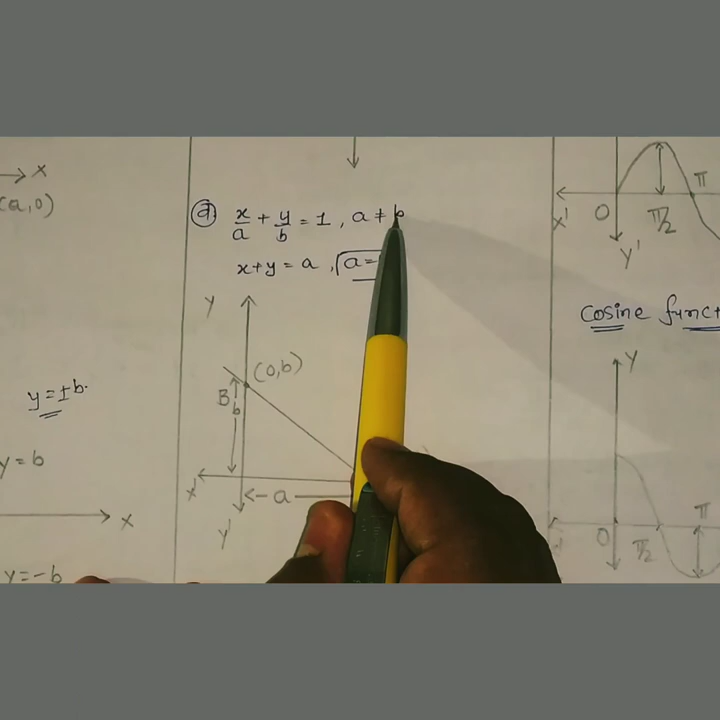 x
(a,0)
y=±b.
y=b
x
y=-b
(d) x/a + y/b = 1, a ≠ b
x+y = a, a=
y
(0,b)
B
b
x'
a
y'
π
x'
O
π/2
y'
cosine funct
y
π
O
π/2